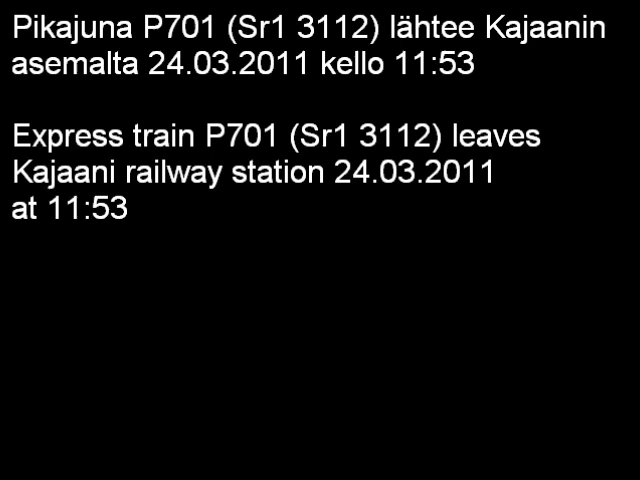 Pikajuna P701 (Sr1 3112) lähtee Kajaanin
asemalta 24.03.2011 kello 11:53
Express train P701 (Sr1 3112) leaves
Kajaani railway station 24.03.2011
at 11:53